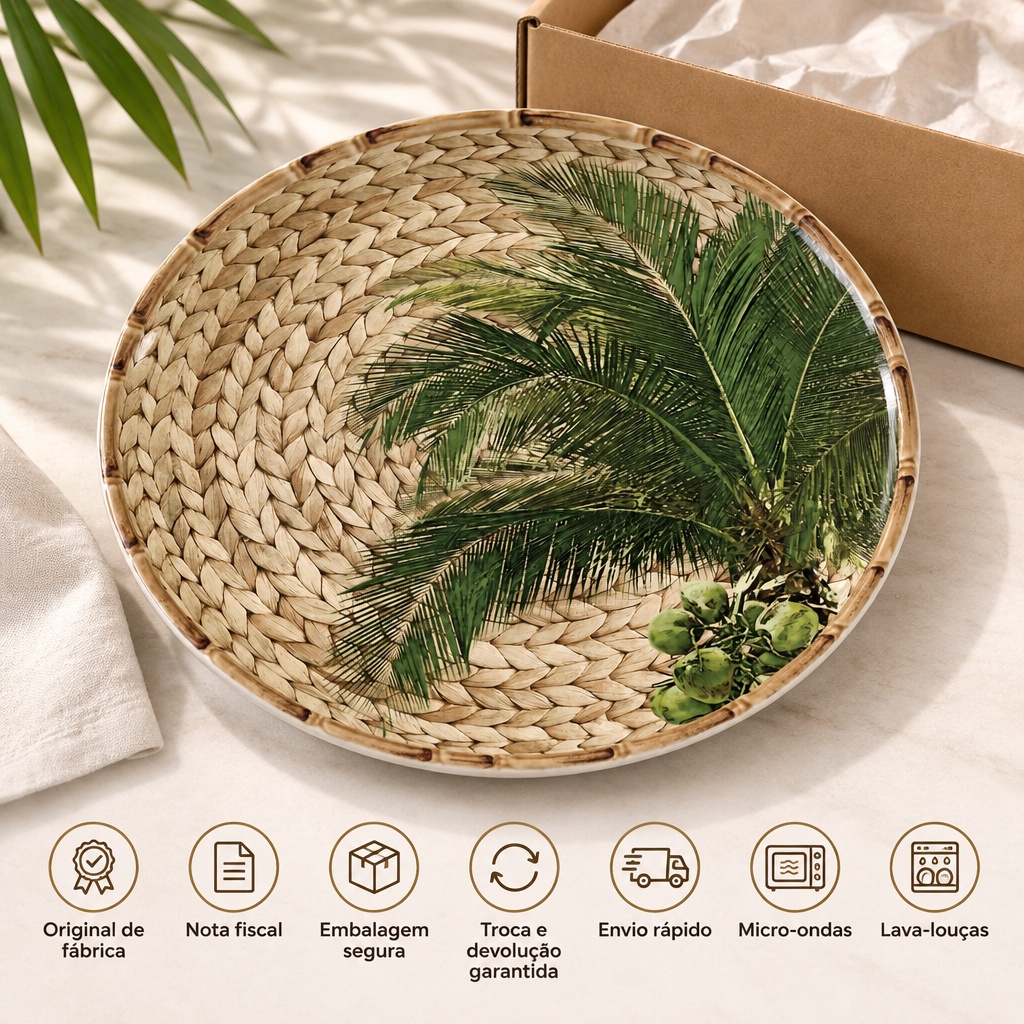 Original de
fábrica
Nota fiscal
Embalagem
segura
Troca e
devolução
garantida
Envio rápido
Micro-ondas
Lava-louças